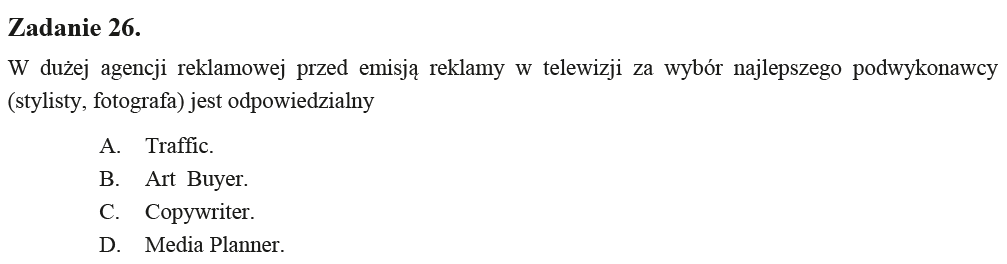 Zadanie 26.
W dużej agencji reklamowej przed emisją reklamy w telewizji za wybór najlepszego podwykonawcy
(stylisty, fotografa) jest odpowiedzialny
A. Traffic.
B. Art Buyer.
C. Copywriter.
D. Media Planner.